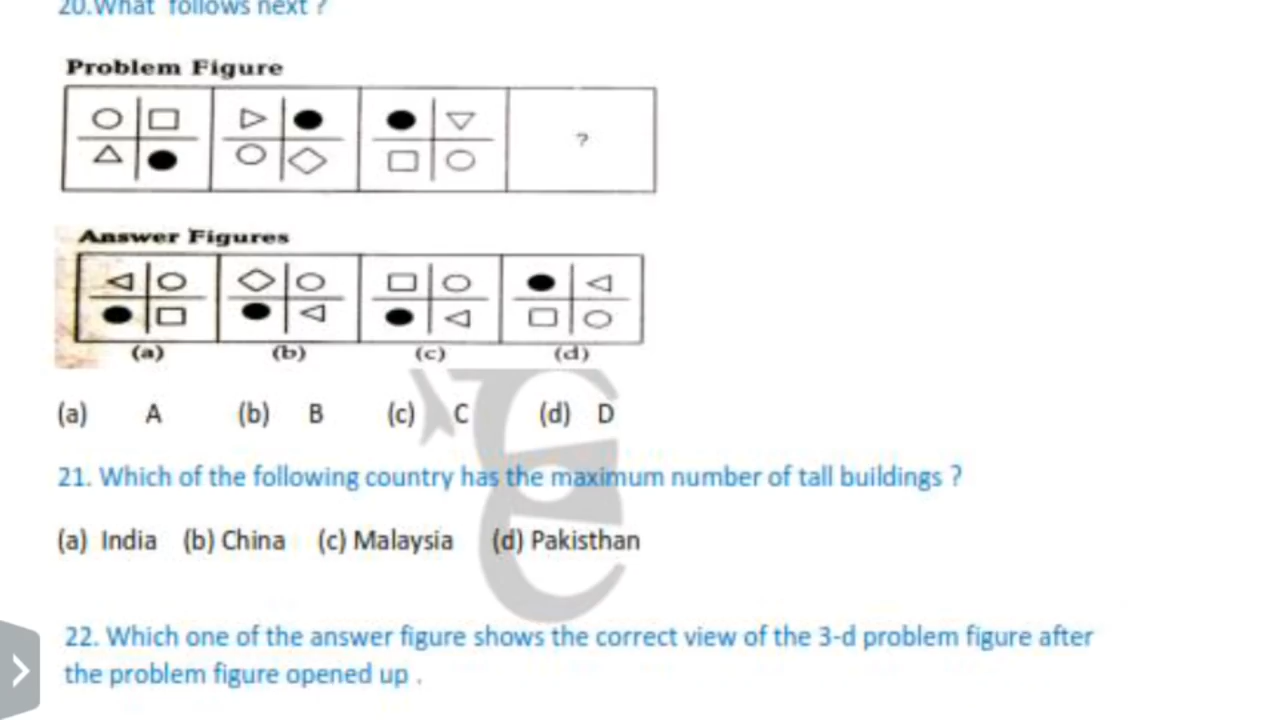 20.What follows next ?
Problem Figure
?
Answer Figures
(a) (b) (c) (d)
(a) A (b) B (c) C (d) D
21. Which of the following country has the maximum number of tall buildings ?
(a) India (b) China (c) Malaysia (d) Pakisthan
22. Which one of the answer figure shows the correct view of the 3-d problem figure after
the problem figure opened up .